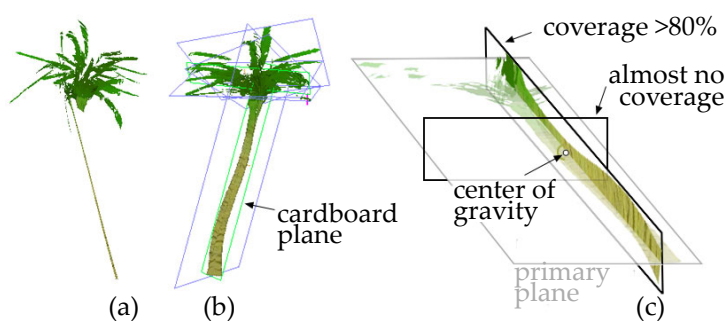 coverage >80%
almost no
coverage
center of
gravity
cardboard
plane
primary
plane
(a)
(b)
(c)